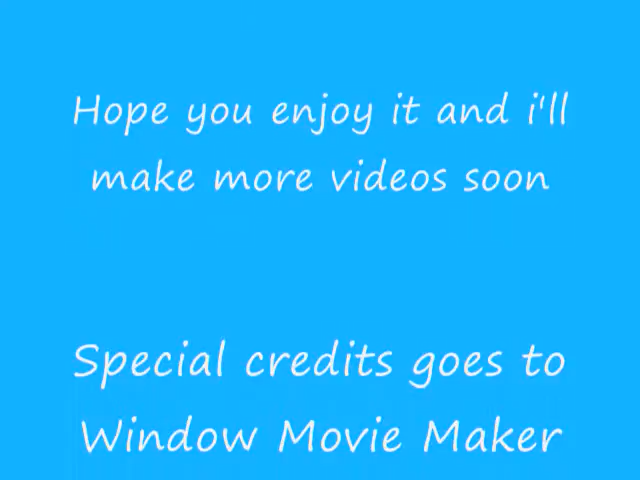 Hope you enjoy it and i'll
make more videos soon
Special credits goes to
Window Movie Maker